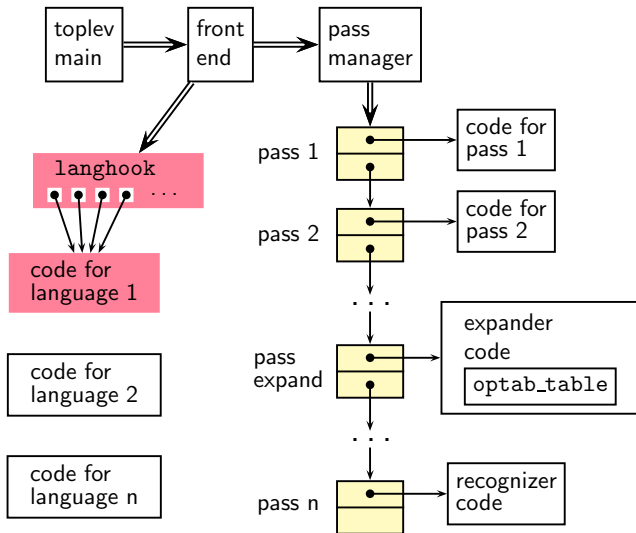 toplev
main
front
end
pass
manager
langhook
. . .
code for
language 1
code for
language 2
code for
language n
pass 1
code for
pass 1
pass 2
code for
pass 2
. . .
pass
expand
expander
code
optab_table
. . .
pass n
recognizer
code